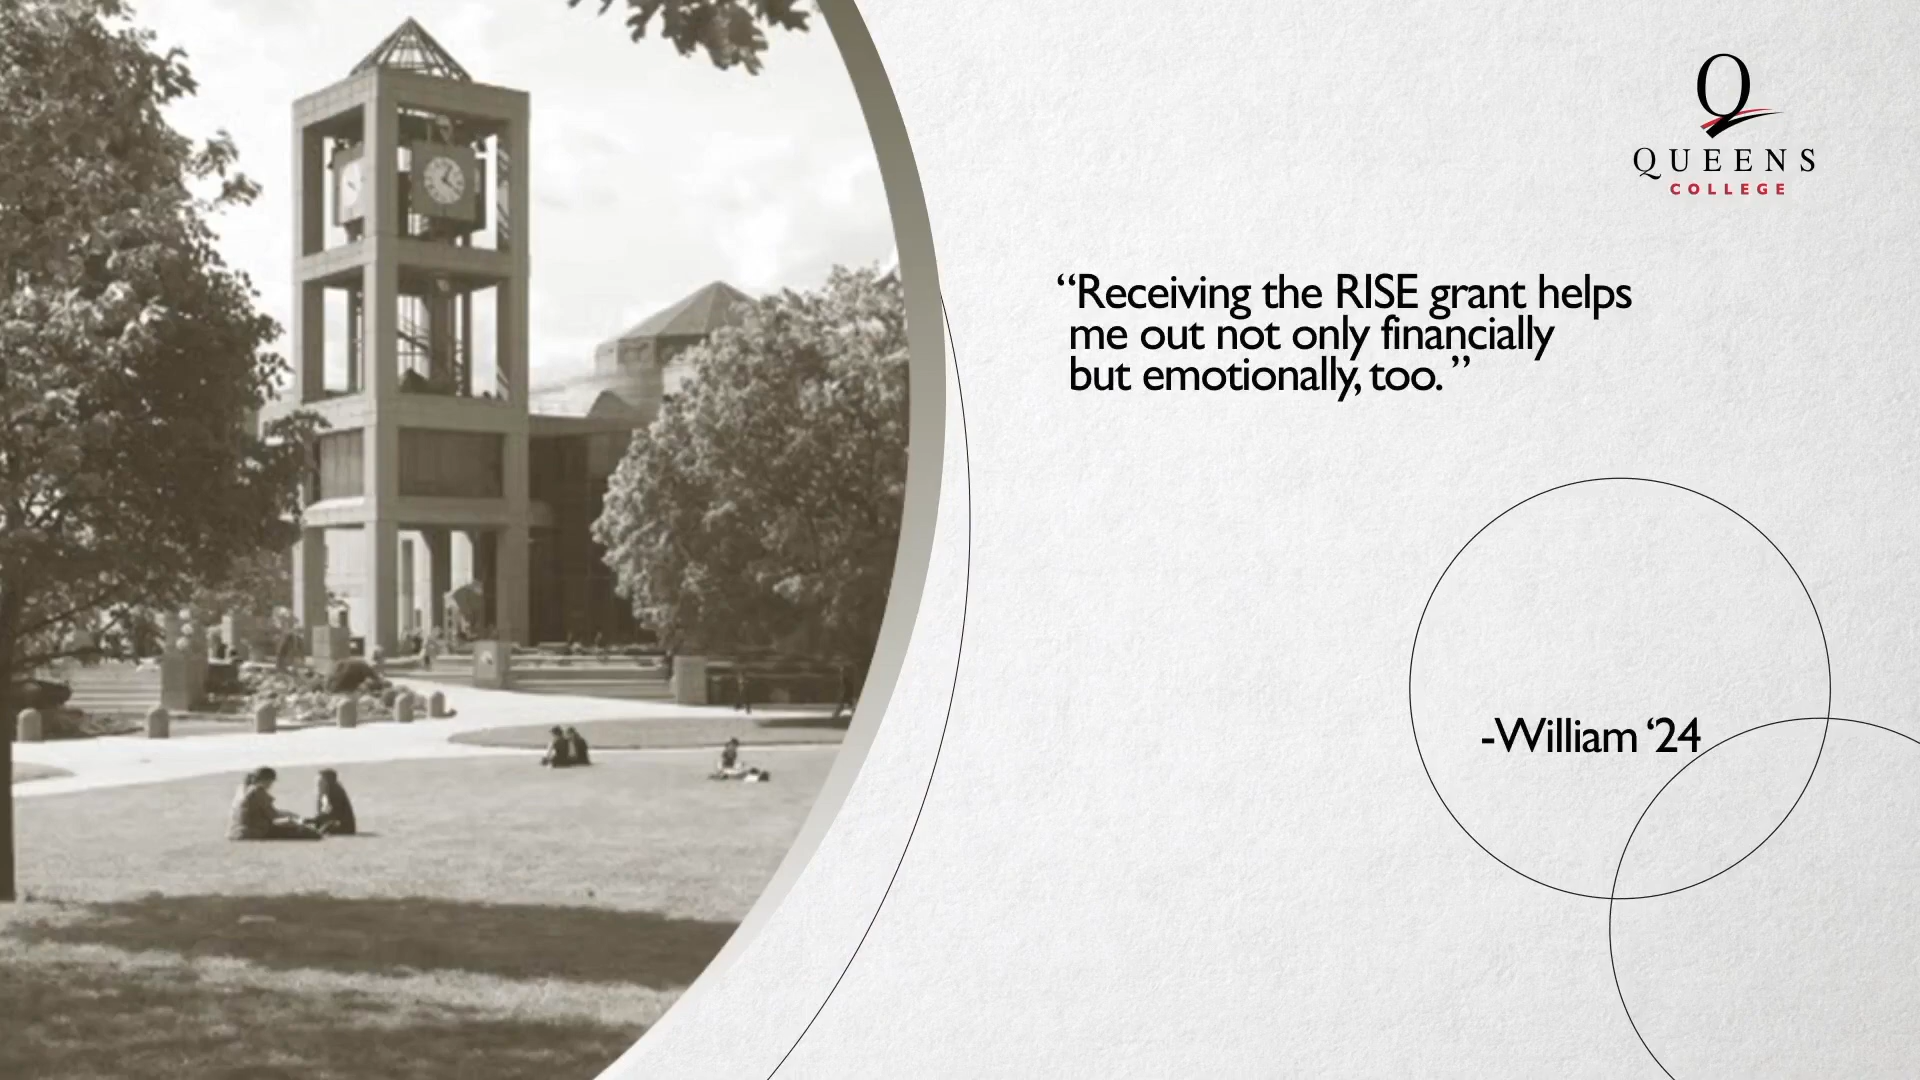 Q
QUEENS
COLLEGE
“Receiving the RISE grant helps
me out not only financially
but emotionally, too. ”
-William ‘24